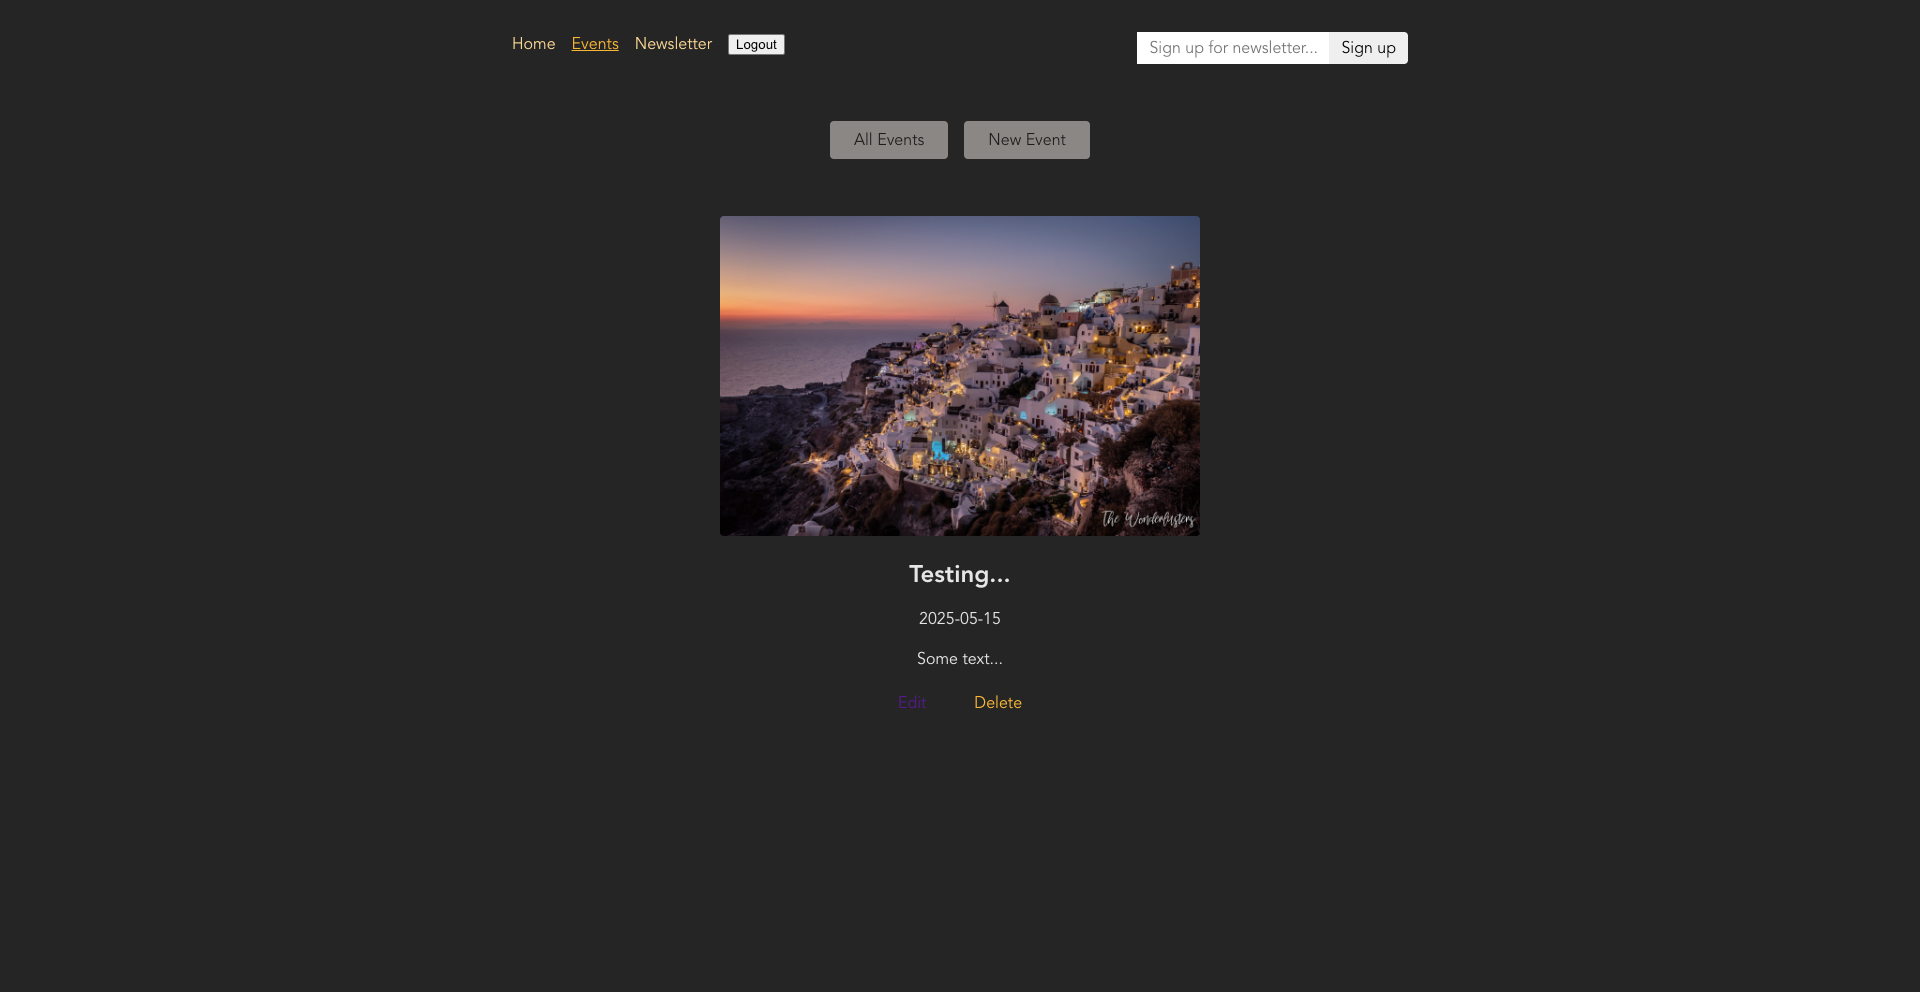 Home Events Newsletter Logout Sign up for newsletter... Sign up
All Events New Event
The Wonderlusters
Testing...
2025-05-15
Some text...
Edit Delete